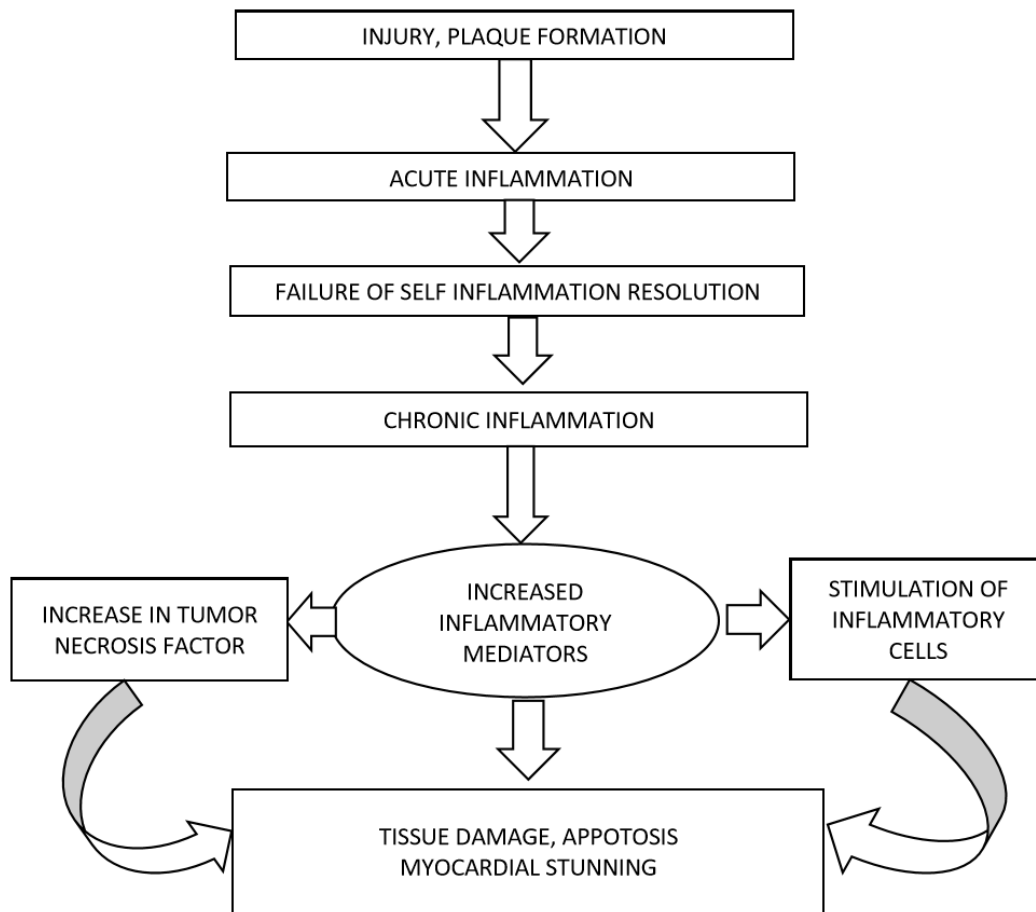 INJURY, PLAQUE FORMATION
ACUTE INFLAMMATION
FAILURE OF SELF INFLAMMATION RESOLUTION
CHRONIC INFLAMMATION
INCREASE IN TUMOR
NECROSIS FACTOR
INCREASED
INFLAMMATORY
MEDIATORS
STIMULATION OF
INFLAMMATORY
CELLS
TISSUE DAMAGE, APPOTOSIS
MYOCARDIAL STUNNING